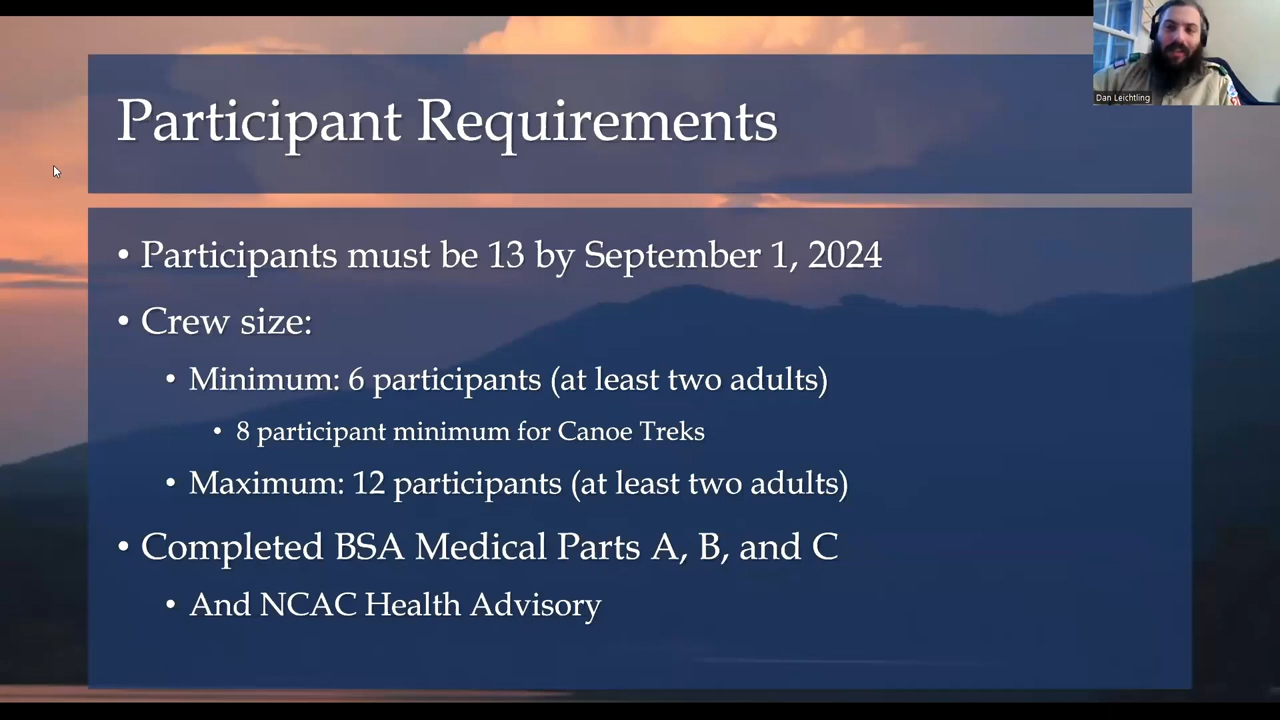 Participant Requirements
Dan Leichtling
• Participants must be 13 by September 1, 2024
• Crew size:
• Minimum: 6 participants (at least two adults)
• 8 participant minimum for Canoe Treks
• Maximum: 12 participants (at least two adults)
• Completed BSA Medical Parts A, B, and C
• And NCAC Health Advisory